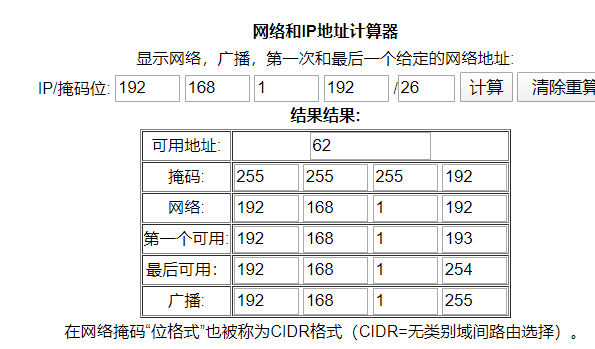 网络和IP地址计算器
显示网络，广播，第一次和最后一个给定的网络地址:
IP/掩码位: 192 168 1 192 /26 计算 清除重算
结果结果:
可用地址: 62
掩码: 255 255 255 192
网络: 192 168 1 192
第一个可用: 192 168 1 193
最后可用: 192 168 1 254
广播: 192 168 1 255
在网络掩码“位格式”也被称为CIDR格式（CIDR=无类别域间路由选择）。